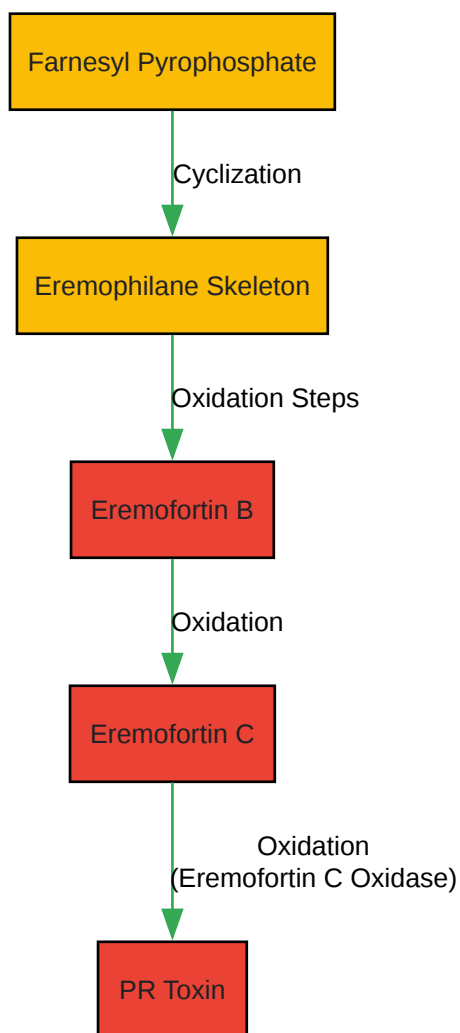 Farnesyl Pyrophosphate
Cyclization
Eremophilane Skeleton
Oxidation Steps
Eremofortin B
Oxidation
Eremofortin C
Oxidation
(Eremofortin C Oxidase)
PR Toxin